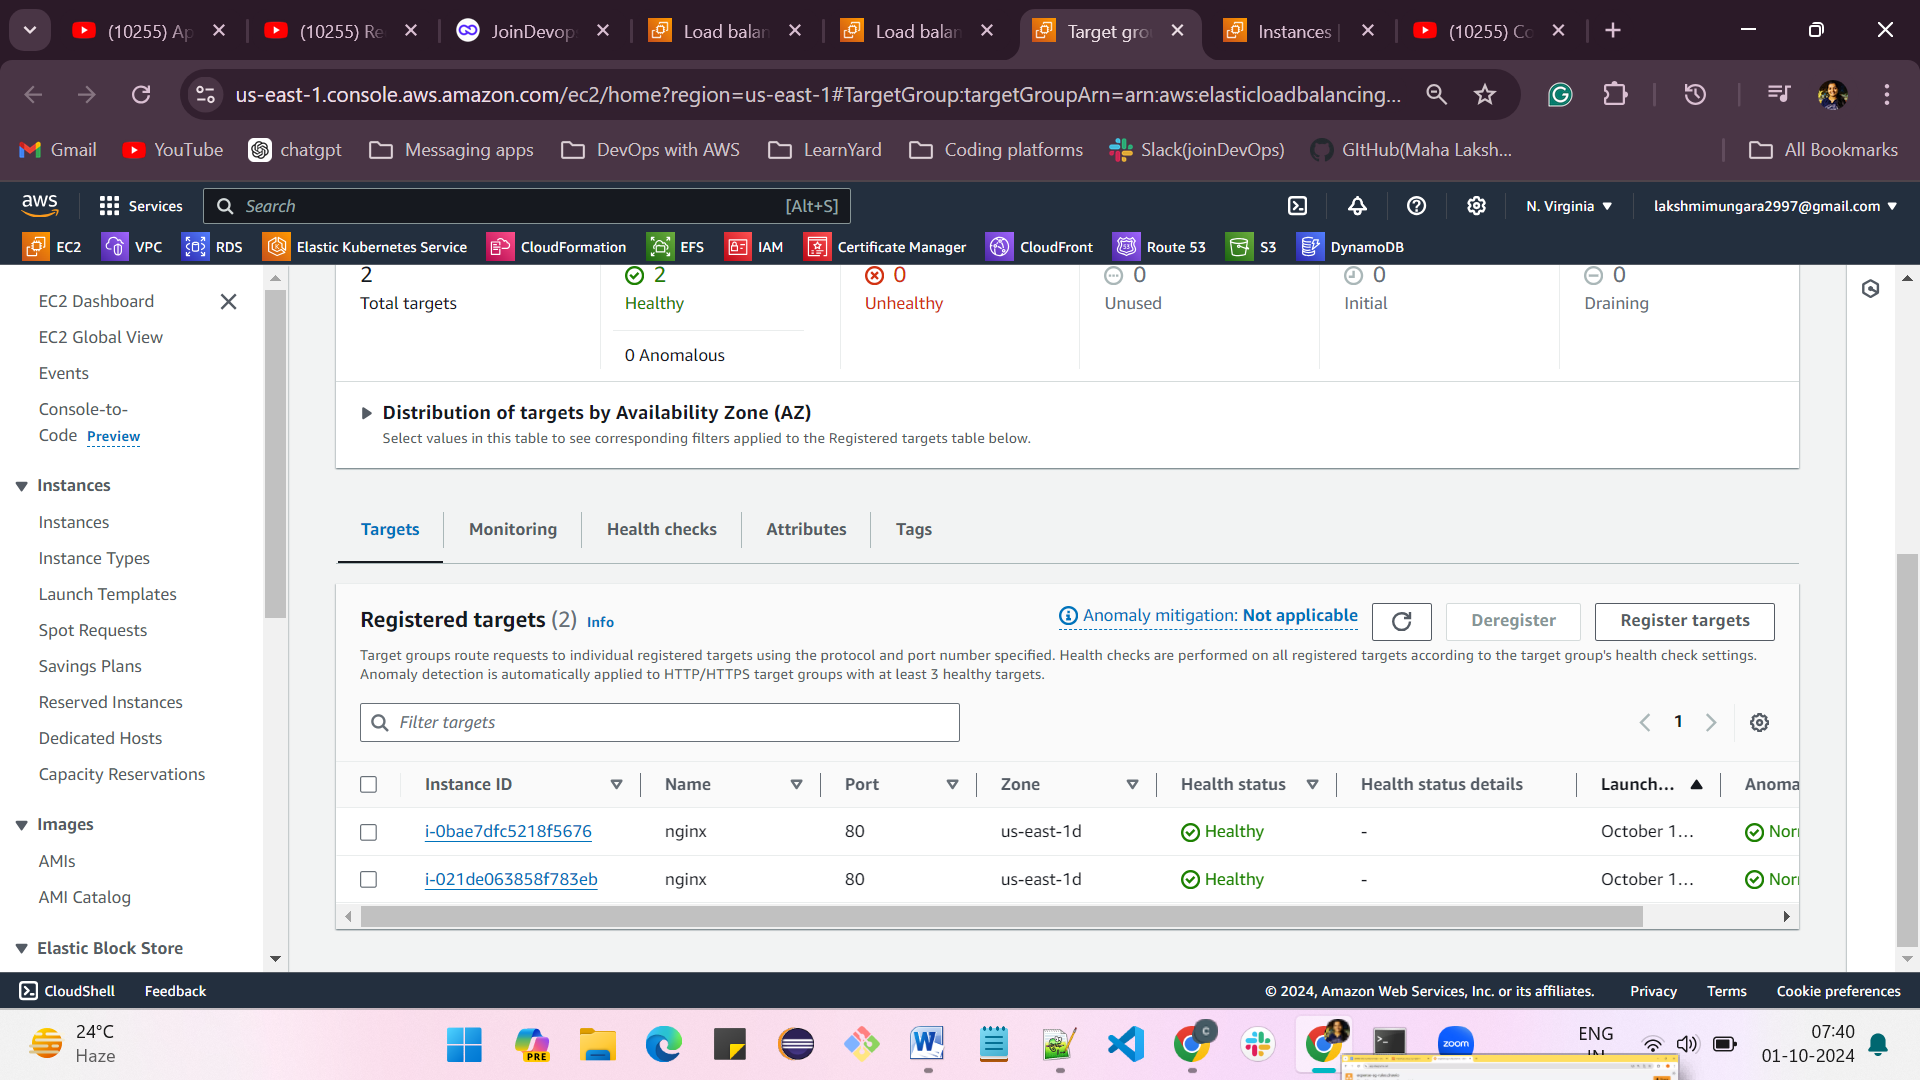 (10255) Ap
(10255) Re
JoinDevop
Load balan
Load balan
Target gro
Instances |
(10255) Co
us-east-1.console.aws.amazon.com/ec2/home?region=us-east-1#TargetGroup:targetGroupArn=arn:aws:elasticloadbalancing...
Gmail
YouTube
chatgpt
Messaging apps
DevOps with AWS
LearnYard
Coding platforms
Slack(joinDevOps)
GItHub(Maha Laksh...
All Bookmarks
aws
Services
Search
[Alt+S]
N. Virginia
lakshmimungara2997@gmail.com
EC2
VPC
RDS
Elastic Kubernetes Service
CloudFormation
EFS
IAM
Certificate Manager
CloudFront
Route 53
S3
DynamoDB
EC2 Dashboard
EC2 Global View
Events
Console-to-
Code Preview
Instances
Instances
Instance Types
Launch Templates
Spot Requests
Savings Plans
Reserved Instances
Dedicated Hosts
Capacity Reservations
Images
AMIs
AMI Catalog
Elastic Block Store
2
Total targets
2
Healthy
0 Anomalous
0
Unhealthy
0
Unused
0
Initial
0
Draining
Distribution of targets by Availability Zone (AZ)
Select values in this table to see corresponding filters applied to the Registered targets table below.
Targets
Monitoring
Health checks
Attributes
Tags
Registered targets (2) Info
Anomaly mitigation: Not applicable
Deregister
Register targets
Target groups route requests to individual registered targets using the protocol and port number specified. Health checks are performed on all registered targets according to the target group's health check settings.
Anomaly detection is automatically applied to HTTP/HTTPS target groups with at least 3 healthy targets.
Filter targets
1
Instance ID Name Port Zone Health status Health status details Launch... Anoma
i-0bae7dfc5218f5676 nginx 80 us-east-1d Healthy - October 1... Nor
i-021de063858f783eb nginx 80 us-east-1d Healthy - October 1... Nor
CloudShell
Feedback
© 2024, Amazon Web Services, Inc. or its affiliates.
Privacy
Terms
Cookie preferences
24°C
Haze
PRE
C
zoom
ENG
IN
07:40
01-10-2024